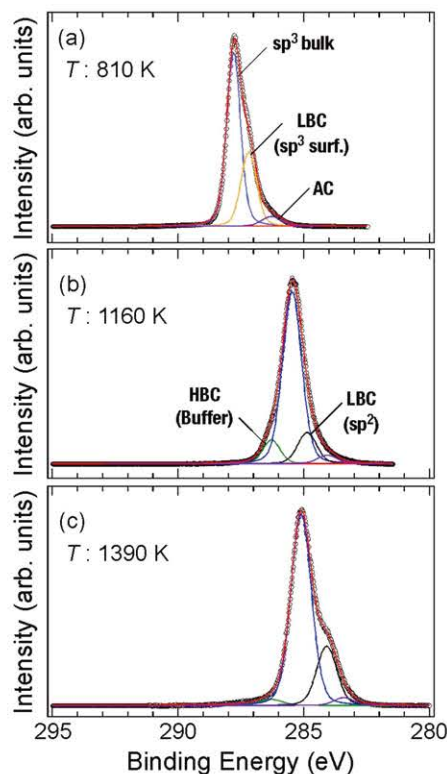 (a)
T : 810 K
sp³ bulk
LBC
(sp³ surf.)
AC
Intensity (arb. units)
(b)
T : 1160 K
HBC
(Buffer)
LBC
(sp²)
Intensity (arb. units)
(c)
T : 1390 K
Intensity (arb. units)
295 290 285 280
Binding Energy (eV)